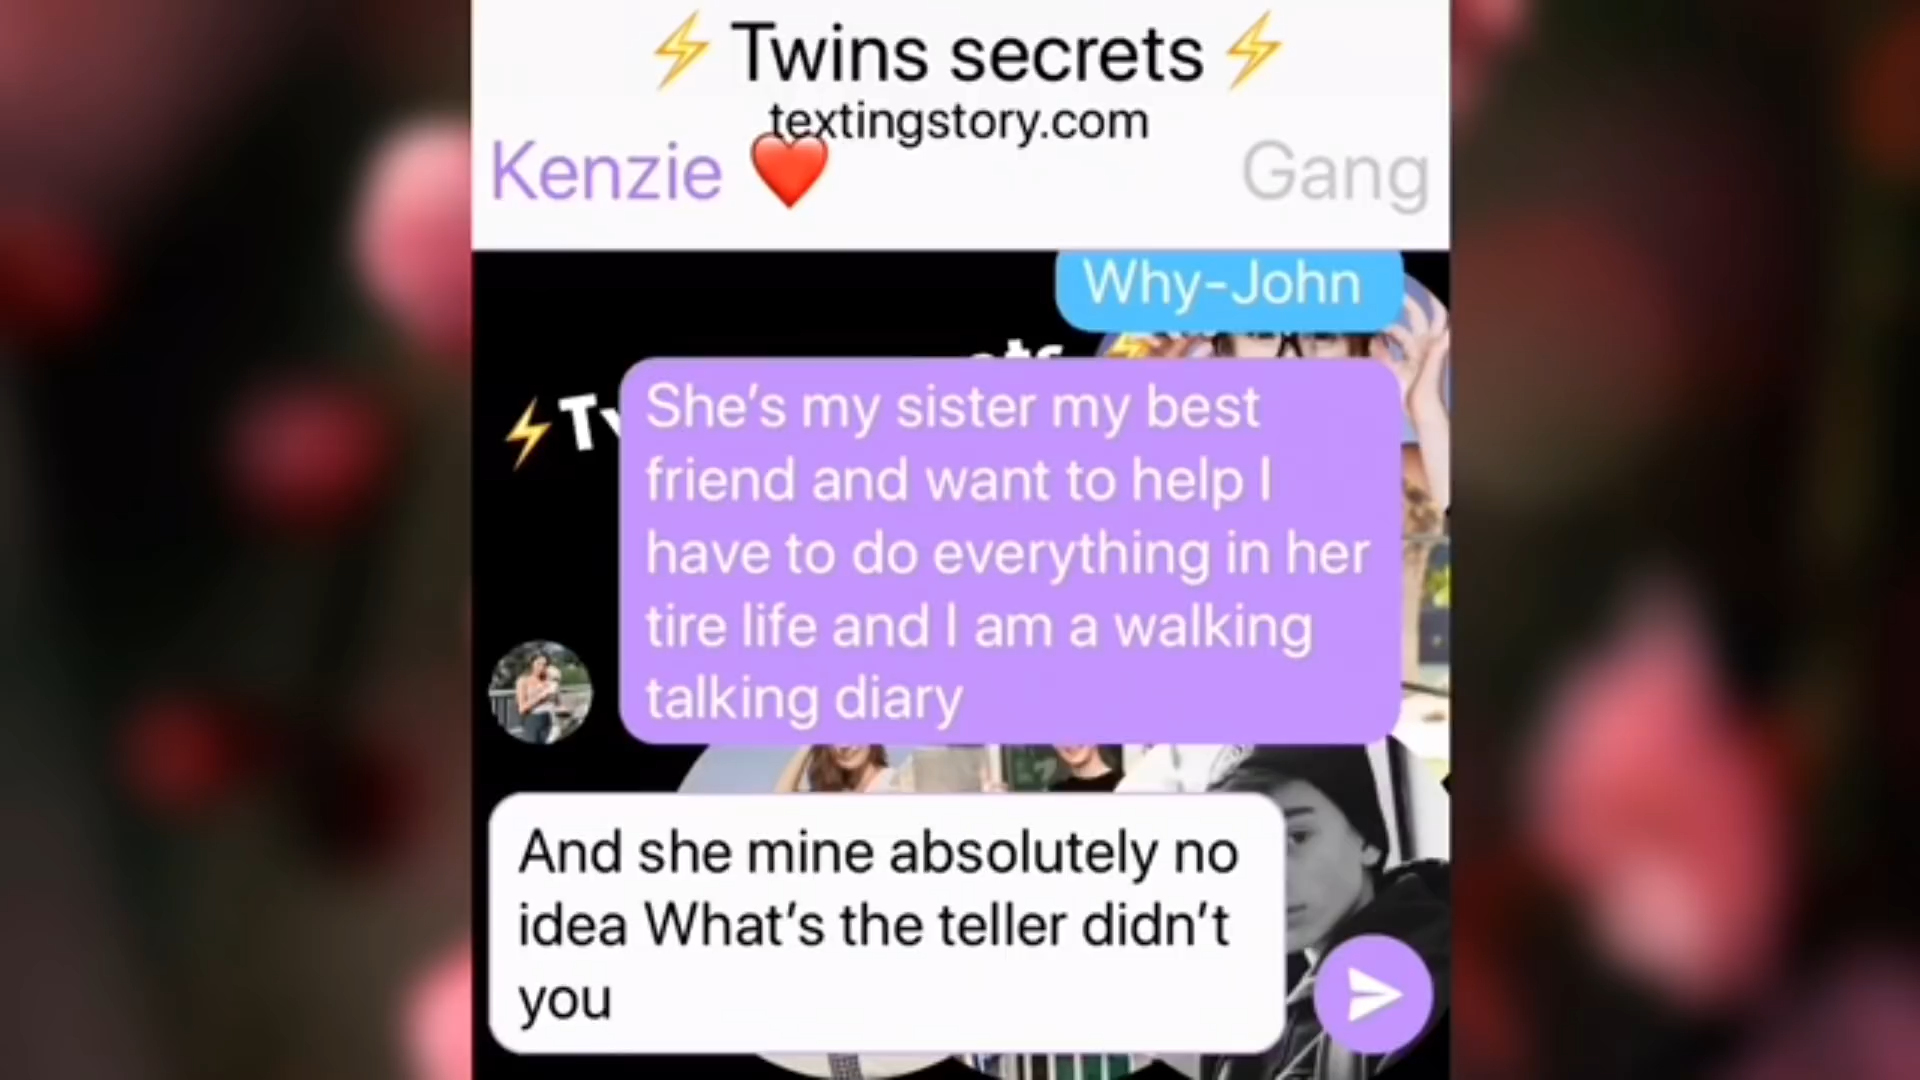 ⚡ Twins secrets ⚡
textingstory.com
Kenzie ❤️
Gang
Why-John
⚡Tw
She’s my sister my best
friend and want to help I
have to do everything in her
tire life and I am a walking
talking diary
And she mine absolutely no
idea What’s the teller didn’t
you